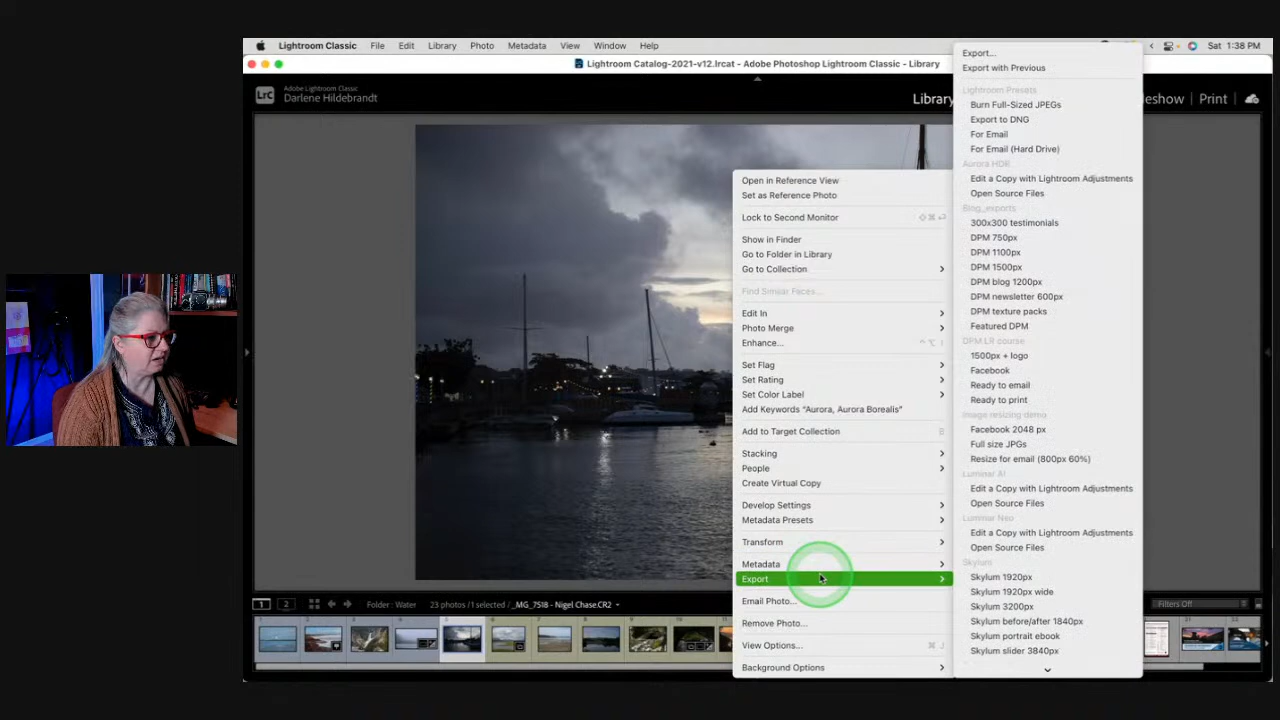 Lightroom Classic File Edit Library Photo Metadata View Window Help
Sat 1:38 PM
Lightroom Catalog-2021-v12.lrcat - Adobe Photoshop Lightroom Classic - Library
LrC
Adobe Lightroom Classic
Darlene Hildebrandt
Library
eshow Print
Open in Reference View
Set as Reference Photo
Lock to Second Monitor
Show in Finder
Go to Folder in Library
Go to Collection
Find Similar Faces...
Edit In
Photo Merge
Enhance...
Set Flag
Set Rating
Set Color Label
Add Keywords "Aurora, Aurora Borealis"
Add to Target Collection
Stacking
People
Create Virtual Copy
Develop Settings
Metadata Presets
Transform
Metadata
Export
Email Photo...
Remove Photo...
View Options... ⌘ J
Background Options
Export...
Export with Previous
Lightroom Presets
Burn Full-Sized JPEGs
Export to DNG
For Email
For Email (Hard Drive)
Aurora HDR
Edit a Copy with Lightroom Adjustments
Open Source Files
Blog_exports
300x300 testimonials
DPM 750px
DPM 1100px
DPM 1500px
DPM blog 1200px
DPM newsletter 600px
DPM texture packs
Featured DPM
DPM LR course
1500px + logo
Facebook
Ready to email
Ready to print
Image resizing demo
Facebook 2048 px
Full size JPGs
Resize for email (800px 60%)
Luminar AI
Edit a Copy with Lightroom Adjustments
Open Source Files
Luminar Neo
Edit a Copy with Lightroom Adjustments
Open Source Files
Skylum
Skylum 1920px
Skylum 1920px wide
Skylum 3200px
Skylum before/after 1840px
Skylum portrait ebook
Skylum slider 3840px
1 2 Folder: Water 23 photos /1 selected / _MG_7518 - Nigel Chase.CR2
Filters Off